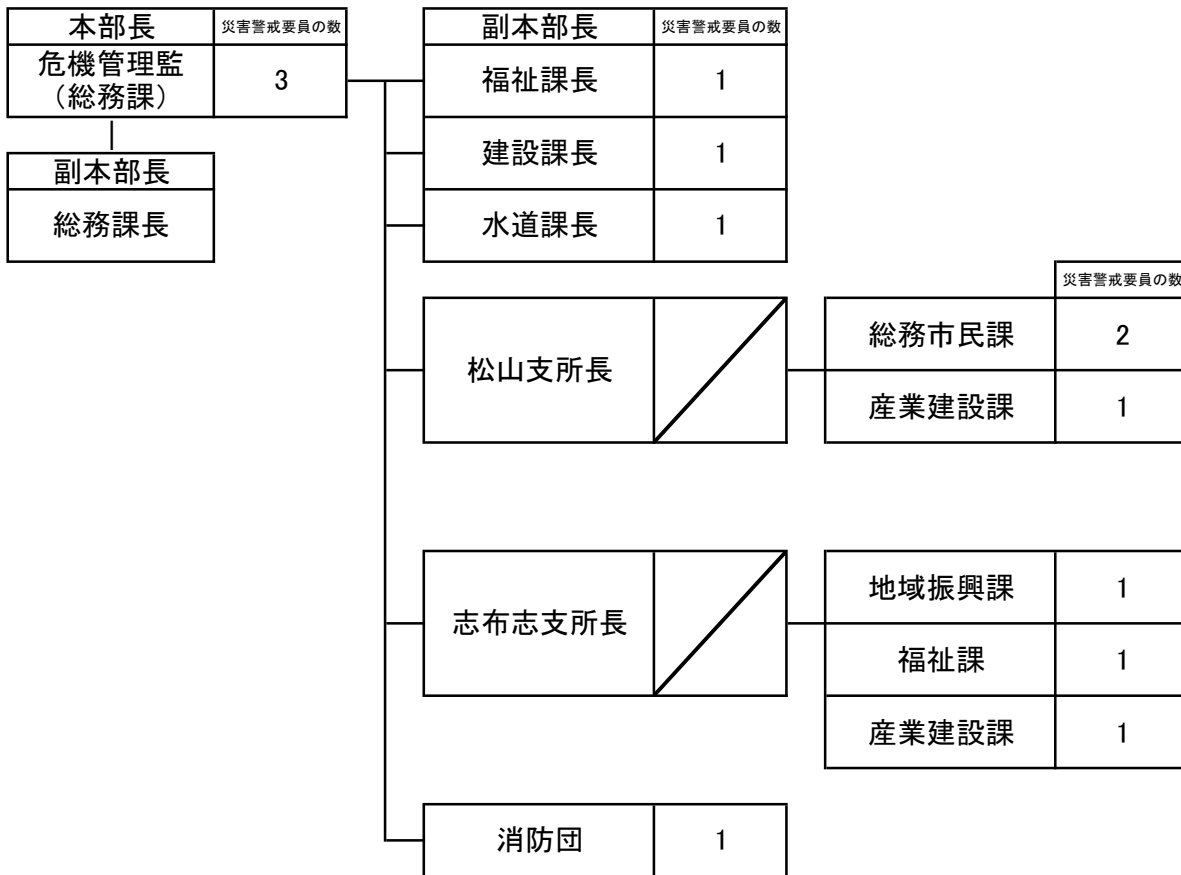 本部長 災害警戒要員の数
危機管理監
（総務課）
3
副本部長
総務課長
副本部長 災害警戒要員の数
福祉課長 1
建設課長 1
水道課長 1
松山支所長
災害警戒要員の数
総務市民課 2
産業建設課 1
志布志支所長
地域振興課 1
福祉課 1
産業建設課 1
消防団 1